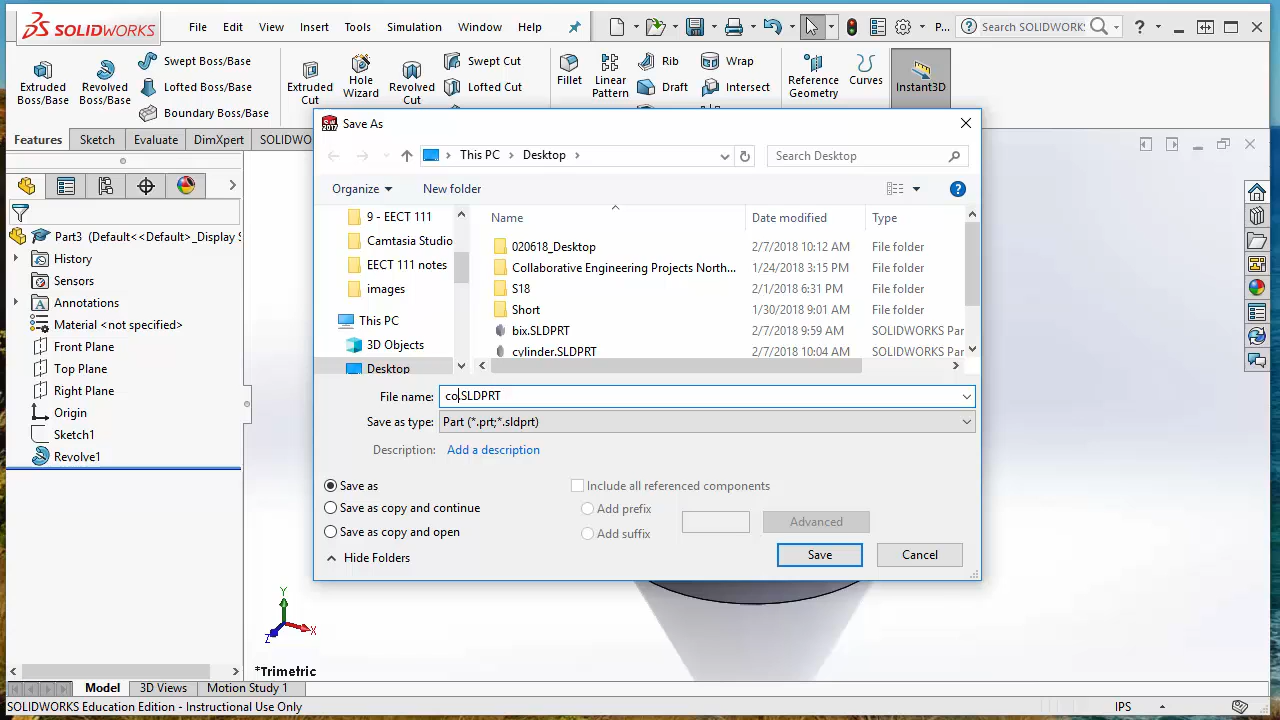 SOLIDWORKS File Edit View Insert Tools Simulation Window Help P... Search SOLIDWORKS
Swept Boss/Base Swept Cut Rib Wrap
Extruded Boss/Base Revolved Boss/Base Lofted Boss/Base Extruded Cut Hole Wizard Revolved Cut Lofted Cut Fillet Linear Pattern Draft Intersect Reference Geometry Curves Instant3D
Boundary Boss/Base
Features Sketch Evaluate DimXpert SOLIDWO
Save As
This PC Desktop Search Desktop
Organize New folder
Part3 (Default<<Default>_Display S
History
Sensors
Annotations
Material <not specified>
Front Plane
Top Plane
Right Plane
Origin
Sketch1
Revolve1
9 - EECT 111
Camtasia Studio
EECT 111 notes
images
This PC
3D Objects
Desktop
Name Date modified Type
020618_Desktop 2/7/2018 10:12 AM File folder
Collaborative Engineering Projects North... 1/24/2018 3:15 PM File folder
S18 2/1/2018 6:31 PM File folder
Short 1/30/2018 9:01 AM File folder
bix.SLDPRT 2/7/2018 9:59 AM SOLIDWORKS Par
cylinder.SLDPRT 2/7/2018 10:04 AM SOLIDWORKS Par
File name: co.SLDPRT
Save as type: Part (*.prt;*.sldprt)
Description: Add a description
Save as Include all referenced components
Save as copy and continue Add prefix Advanced
Save as copy and open Add suffix
Hide Folders Save Cancel
Y
X
Z
*Trimetric
Model 3D Views Motion Study 1
SOLIDWORKS Education Edition - Instructional Use Only IPS